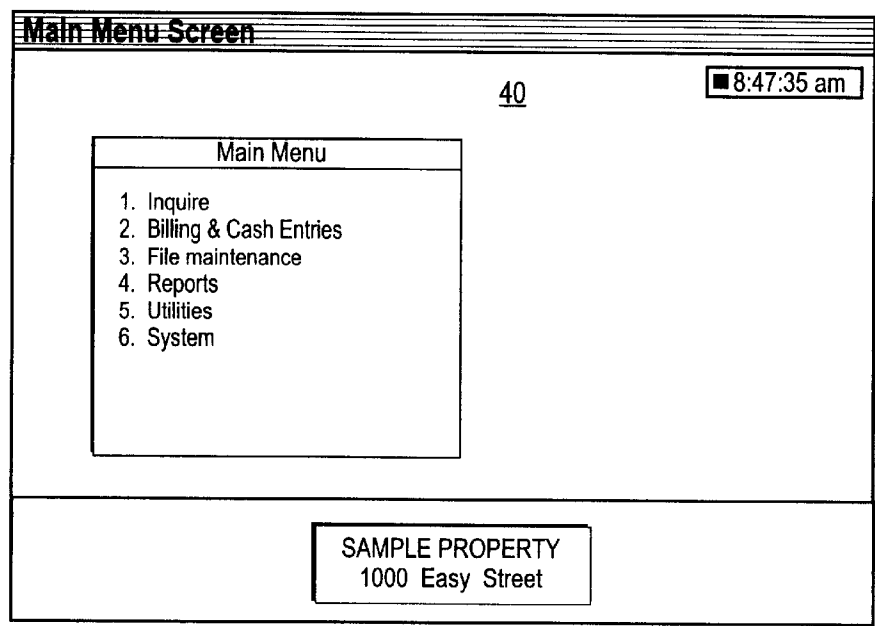 Main Menu Screen
40
8:47:35 am
Main Menu
1. Inquire
2. Billing & Cash Entries
3. File maintenance
4. Reports
5. Utilities
6. System
SAMPLE PROPERTY
1000 Easy Street